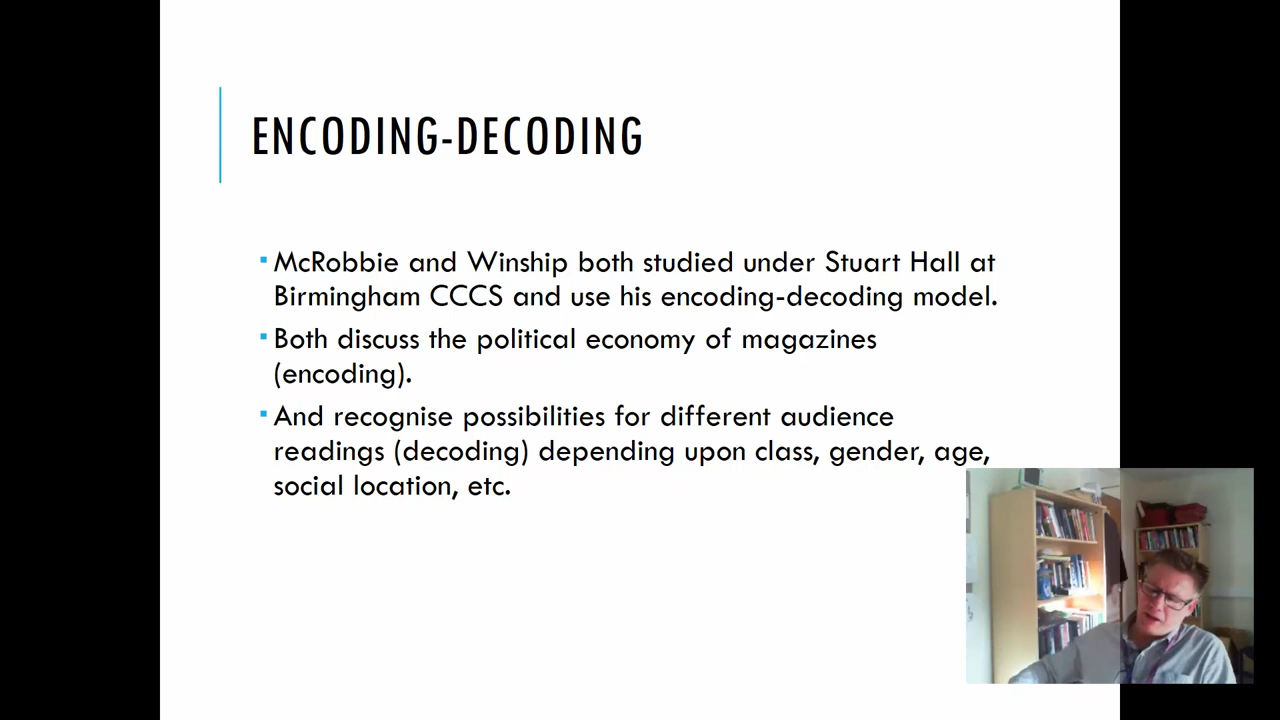 ENCODING-DECODING
▪ McRobbie and Winship both studied under Stuart Hall at
Birmingham CCCS and use his encoding-decoding model.
▪ Both discuss the political economy of magazines
(encoding).
▪ And recognise possibilities for different audience
readings (decoding) depending upon class, gender, age,
social location, etc.